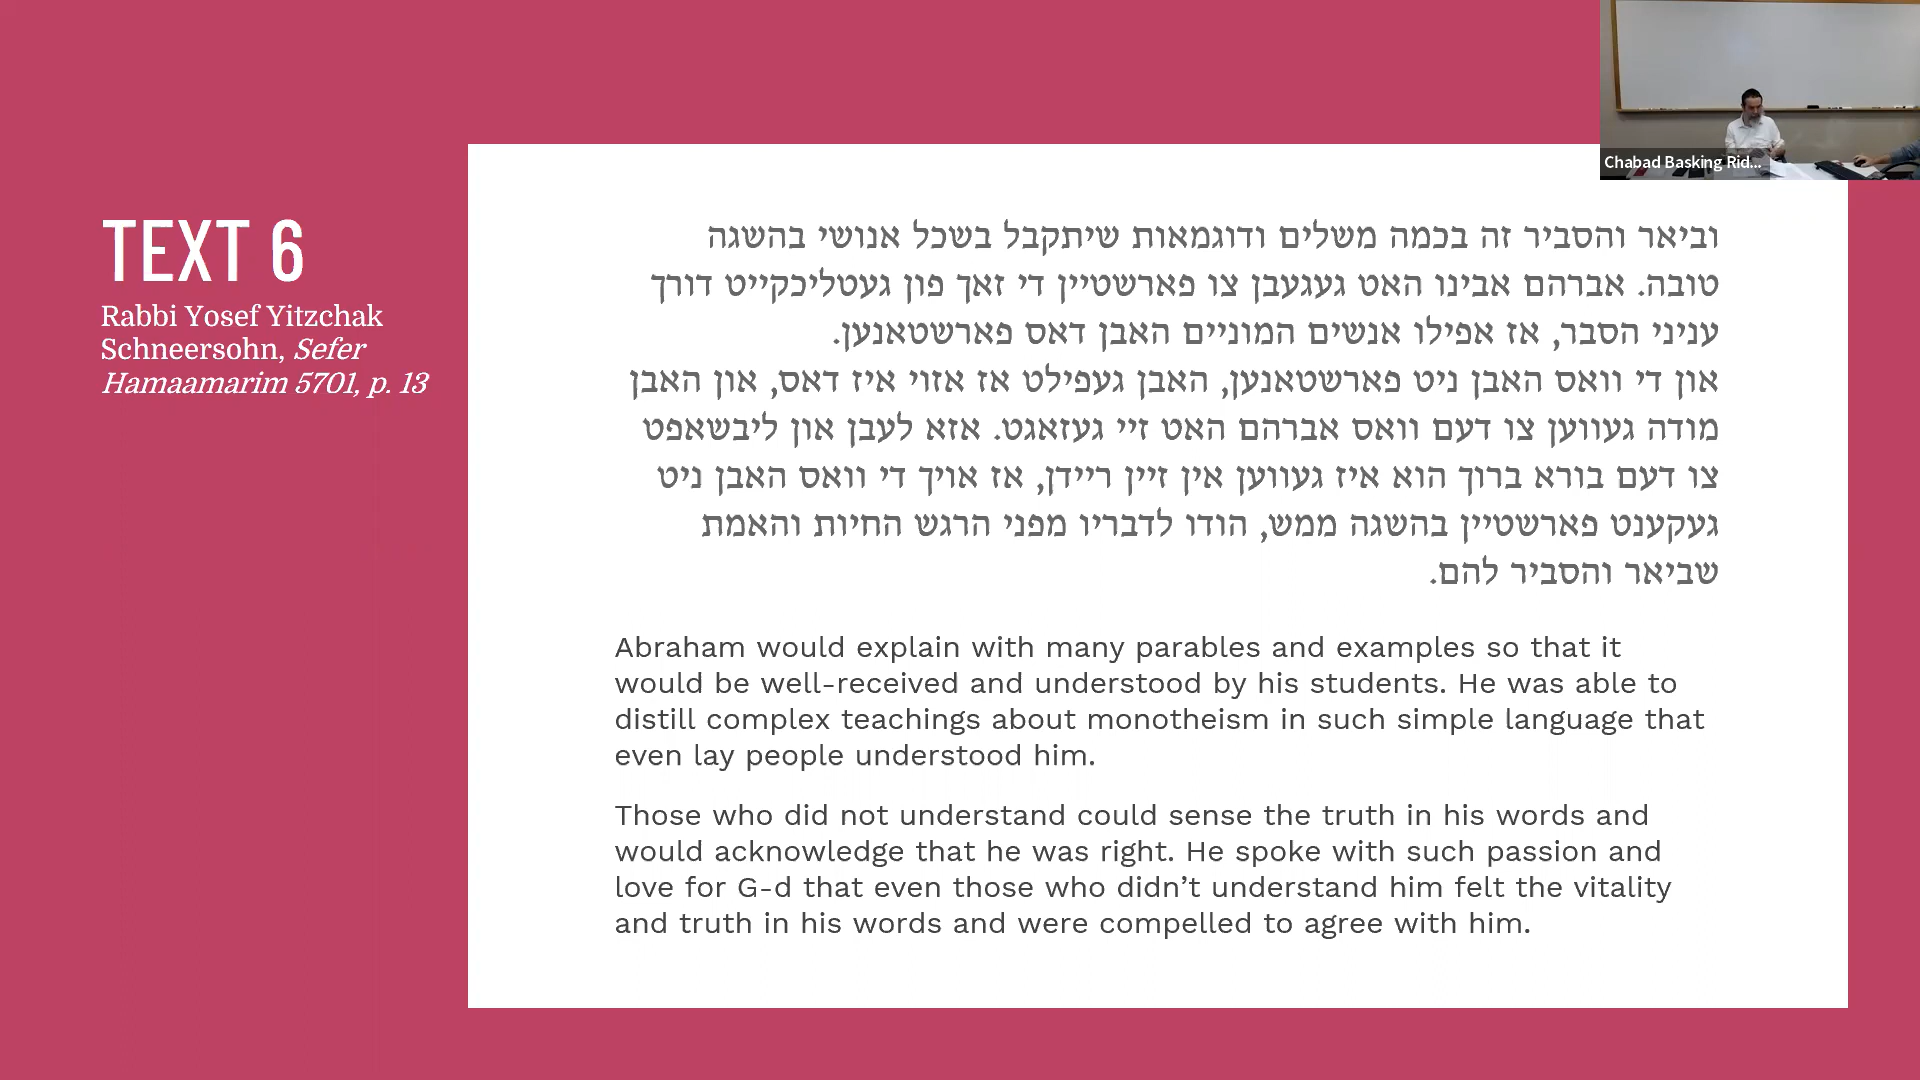 TEXT 6
Rabbi Yosef Yitzchak
Schneersohn, Sefer
Hamaamarim 5701, p. 13
Chabad Basking Rid...
וביאר והסביר זה בכמה משלים ודוגמאות שיתקבל בשכל אנושי בהשגה
טובה. אברהם אבינו האט געגעבן צו פארשטיין די זאך פון געטליכקייט דורך
עניני הסבר, אז אפילו אנשים המוניים האבן דאס פארשטאנען.
און די וואס האבן ניט פארשטאנען, האבן געפילט אז אזוי איז דאס, און האבן
מודה געווען צו דעם וואס אברהם האט זיי געזאגט. אזא לעבן און ליבשאפט
צו דעם בורא ברוך הוא איז געווען אין זיין ריידן, אז אויך די וואס האבן ניט
געקענט פארשטיין בהשגה ממש, הודו לדבריו מפני הרגש החיות והאמת
שביאר והסביר להם.
Abraham would explain with many parables and examples so that it
would be well-received and understood by his students. He was able to
distill complex teachings about monotheism in such simple language that
even lay people understood him.
Those who did not understand could sense the truth in his words and
would acknowledge that he was right. He spoke with such passion and
love for G-d that even those who didn’t understand him felt the vitality
and truth in his words and were compelled to agree with him.